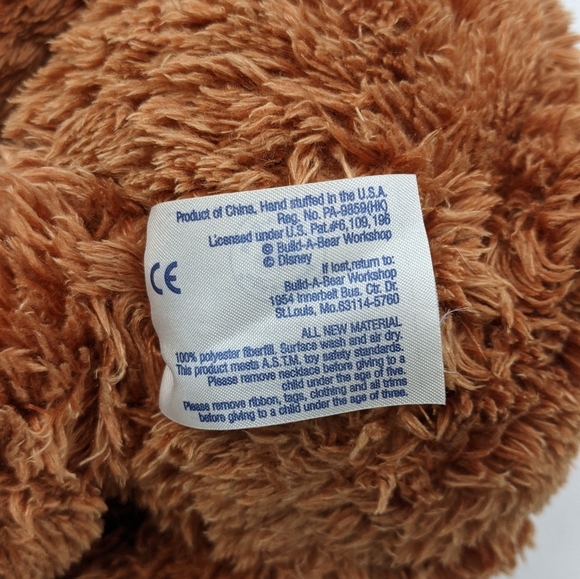 Product of China, Hand stuffed in the U.S.A.
Reg. No. PA-9859(HK)
Licensed under U.S. Pat.#6,109,196
© Build-A-Bear Workshop
© Disney
CE
If lost,return to:
Build-A-Bear Workshop
1954 Innerbelt Bus. Ctr. Dr.
St.Louis, Mo.63114-5760
ALL NEW MATERIAL
100% polyester fiberfill. Surface wash and air dry.
This product meets A.S.T.M. toy safety standards.
Please remove necklace before giving to a
child under the age of five.
Please remove ribbon, tags, clothing and all trims
before giving to a child under the age of three.